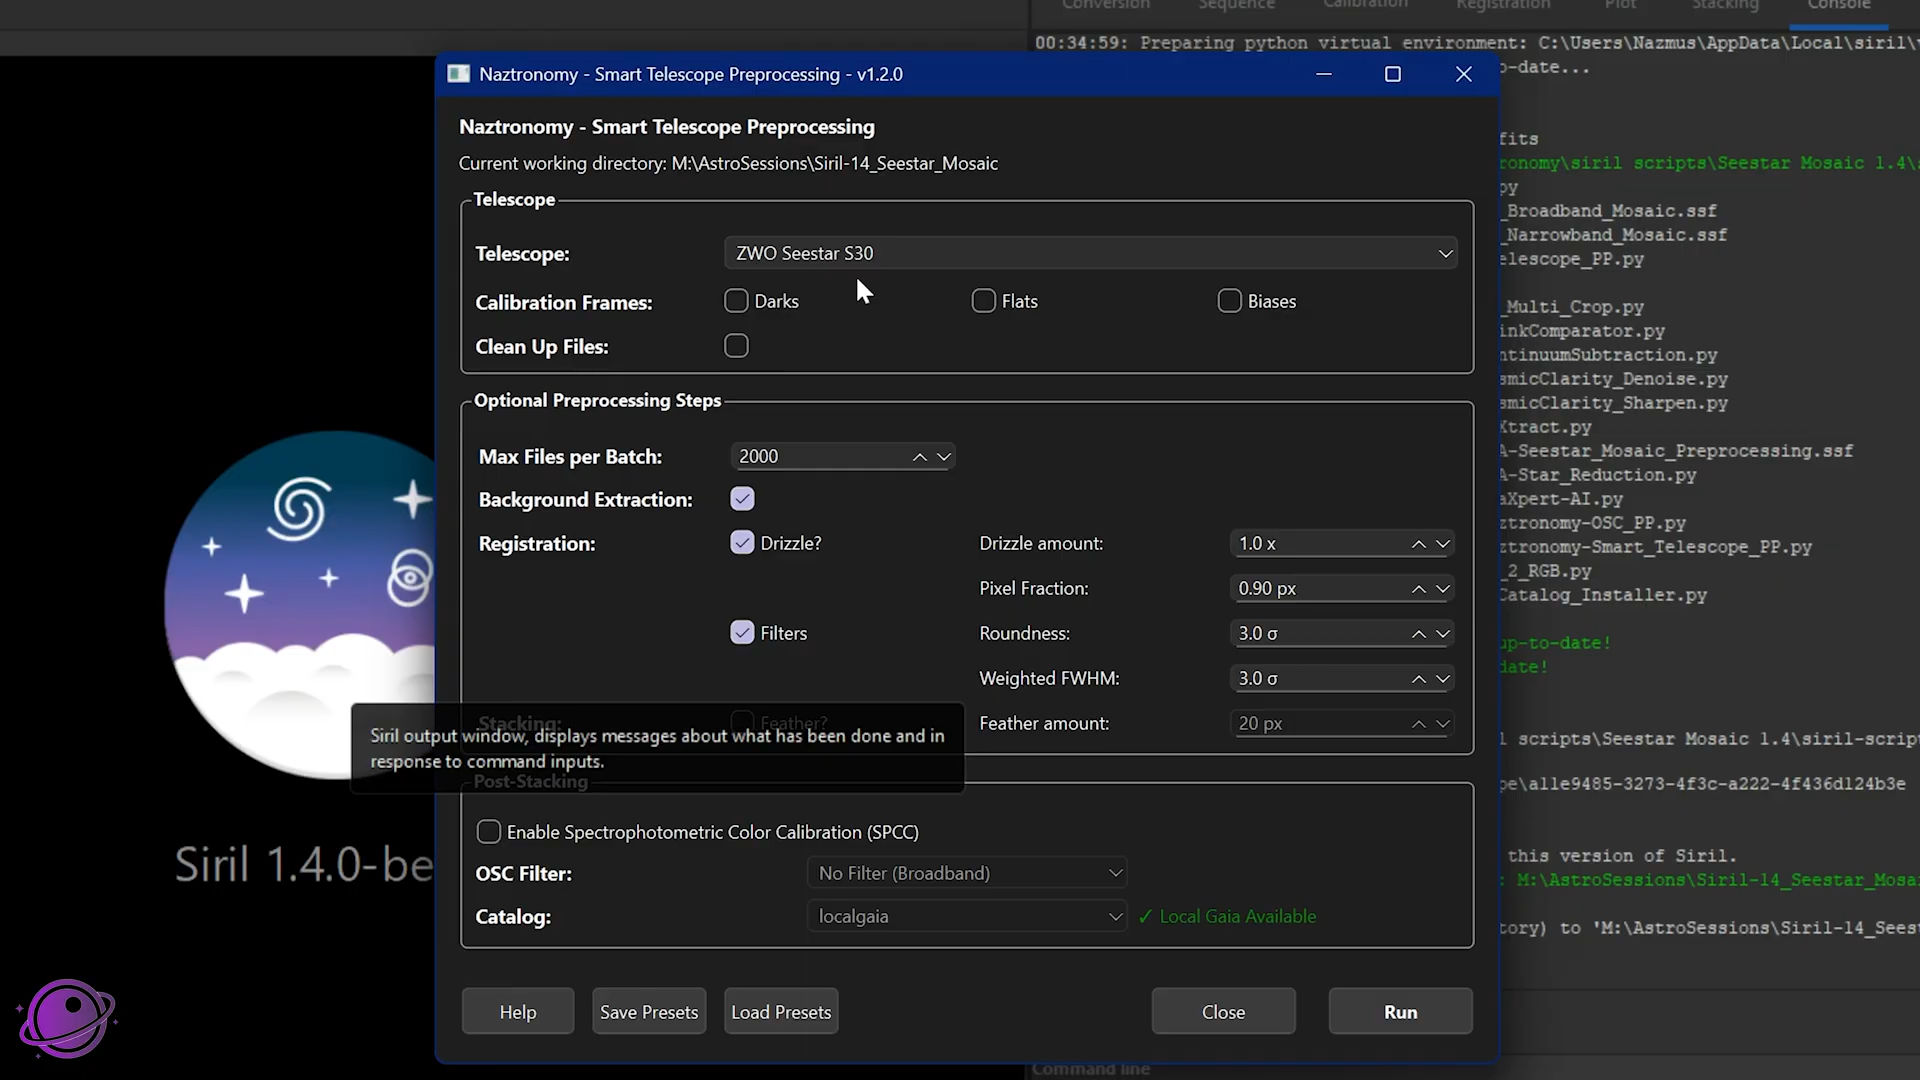 Conversion Sequence Calibration Registration Plot Stacking Console
00:34:59: Preparing python virtual environment: C:\Users\Nazmus\AppData\Local\siril\
o-date...
Naztronomy - Smart Telescope Preprocessing - v1.2.0
Naztronomy - Smart Telescope Preprocessing
Current working directory: M:\AstroSessions\Siril-14_Seestar_Mosaic
Telescope
Telescope: ZWO Seestar S30
Calibration Frames: Darks Flats Biases
Clean Up Files:
Optional Preprocessing Steps
Max Files per Batch: 2000
Background Extraction:
Registration: Drizzle? Drizzle amount: 1.0 x
Pixel Fraction: 0.90 px
Filters Roundness: 3.0 σ
Weighted FWHM: 3.0 σ
Stacking: Feather? Feather amount: 20 px
Siril output window, displays messages about what has been done and in
response to command inputs.
Post-Stacking
Enable Spectrophotometric Color Calibration (SPCC)
OSC Filter: No Filter (Broadband)
Catalog: localgaia ✓ Local Gaia Available
Help Save Presets Load Presets Close Run
Siril 1.4.0-be
fits
ronomy\siril scripts\Seestar Mosaic 1.4\
py
_Broadband_Mosaic.ssf
_Narrowband_Mosaic.ssf
elescope_PP.py
_Multi_Crop.py
inkComparator.py
ntinuumSubtraction.py
smicClarity_Denoise.py
smicClarity_Sharpen.py
Xtract.py
A-Seestar_Mosaic_Preprocessing.ssf
A-Star_Reduction.py
aXpert-AI.py
ztronomy-OSC_PP.py
ztronomy-Smart_Telescope_PP.py
_2_RGB.py
Catalog_Installer.py
up-to-date!
date!
l scripts\Seestar Mosaic 1.4\siril-script
pe\alle9485-3273-4f3c-a222-4f436d124b3e
this version of Siril.
: M:\AstroSessions\Siril-14_Seestar_Mosa
tory) to 'M:\AstroSessions\Siril-14_Sees
Command line